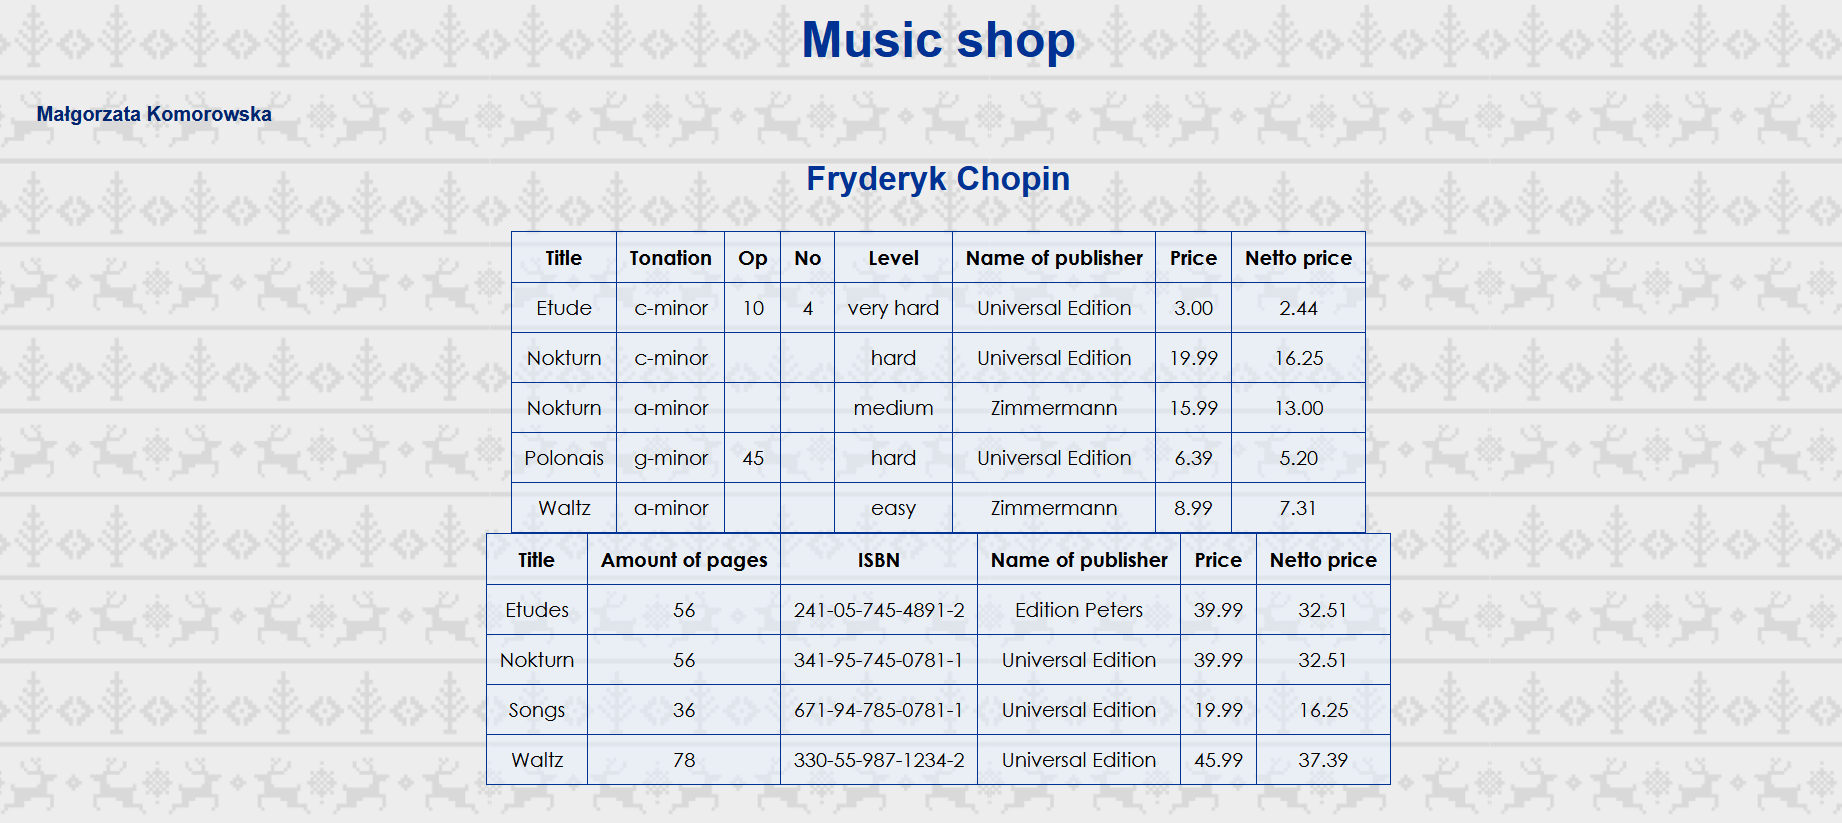 Music shop
Małgorzata Komorowska
Fryderyk Chopin
Title Tonation Op No Level Name of publisher Price Netto price
Etude c-minor 10 4 very hard Universal Edition 3.00 2.44
Nokturn c-minor hard Universal Edition 19.99 16.25
Nokturn a-minor medium Zimmermann 15.99 13.00
Polonais g-minor 45 hard Universal Edition 6.39 5.20
Waltz a-minor easy Zimmermann 8.99 7.31
Title Amount of pages ISBN Name of publisher Price Netto price
Etudes 56 241-05-745-4891-2 Edition Peters 39.99 32.51
Nokturn 56 341-95-745-0781-1 Universal Edition 39.99 32.51
Songs 36 671-94-785-0781-1 Universal Edition 19.99 16.25
Waltz 78 330-55-987-1234-2 Universal Edition 45.99 37.39